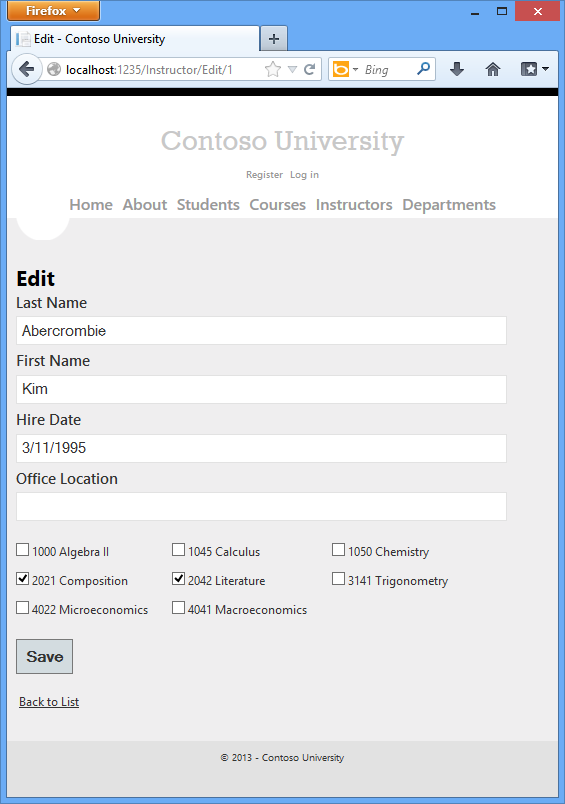 Firefox
Edit - Contoso University
localhost:1235/Instructor/Edit/1
Bing
Contoso University
Register Log in
Home About Students Courses Instructors Departments
Edit
Last Name
Abercrombie
First Name
Kim
Hire Date
3/11/1995
Office Location
1000 Algebra II 1045 Calculus 1050 Chemistry
2021 Composition 2042 Literature 3141 Trigonometry
4022 Microeconomics 4041 Macroeconomics
Save
Back to List
© 2013 - Contoso University